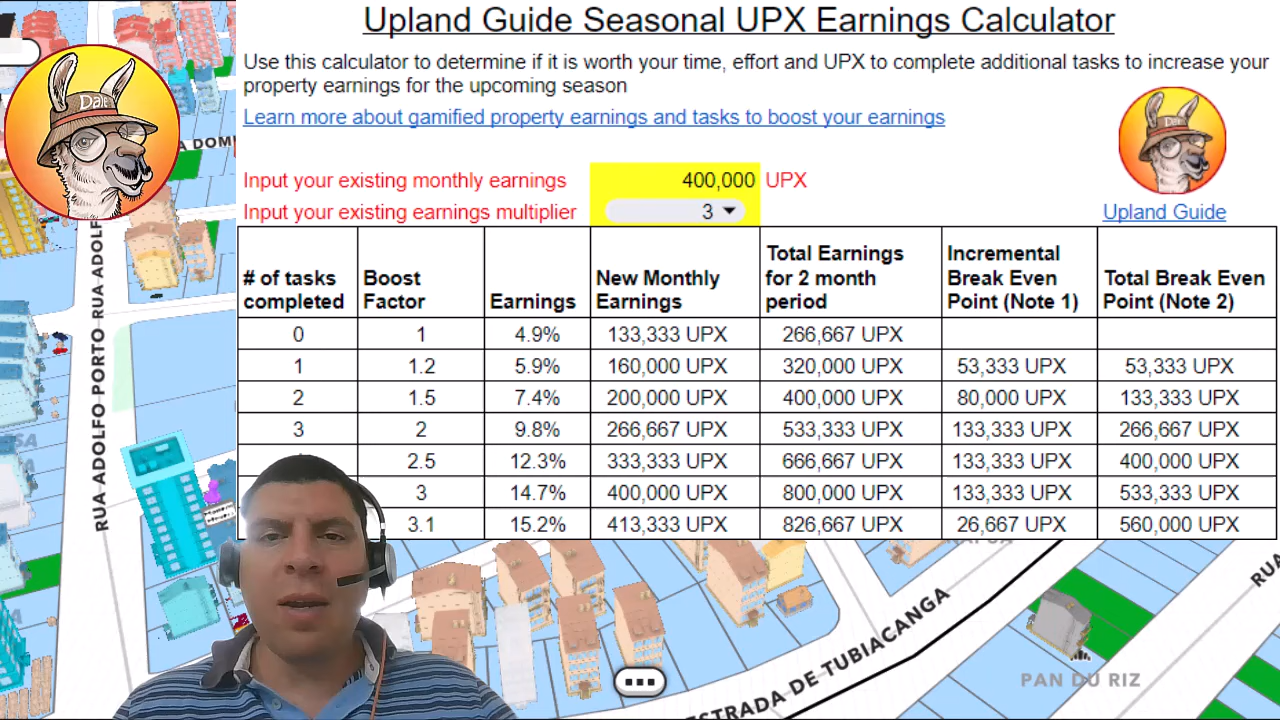 Upland Guide Seasonal UPX Earnings Calculator
Use this calculator to determine if it is worth your time, effort and UPX to complete additional tasks to increase your
property earnings for the upcoming season
Learn more about gamified property earnings and tasks to boost your earnings
Dale
Dale
Input your existing monthly earnings 400,000 UPX
Input your existing earnings multiplier 3
Upland Guide
# of tasks completed Boost Factor Earnings New Monthly Earnings Total Earnings for 2 month period Incremental Break Even Point (Note 1) Total Break Even Point (Note 2)
0 1 4.9% 133,333 UPX 266,667 UPX
1 1.2 5.9% 160,000 UPX 320,000 UPX 53,333 UPX 53,333 UPX
2 1.5 7.4% 200,000 UPX 400,000 UPX 80,000 UPX 133,333 UPX
3 2 9.8% 266,667 UPX 533,333 UPX 133,333 UPX 266,667 UPX
2.5 12.3% 333,333 UPX 666,667 UPX 133,333 UPX 400,000 UPX
3 14.7% 400,000 UPX 800,000 UPX 133,333 UPX 533,333 UPX
3.1 15.2% 413,333 UPX 826,667 UPX 26,667 UPX 560,000 UPX
A DOM
RUA ADOLFO PORTO RUA ADOLF
ESTRADA DE TUBIACANGA
PAN DU RIZ
RUA